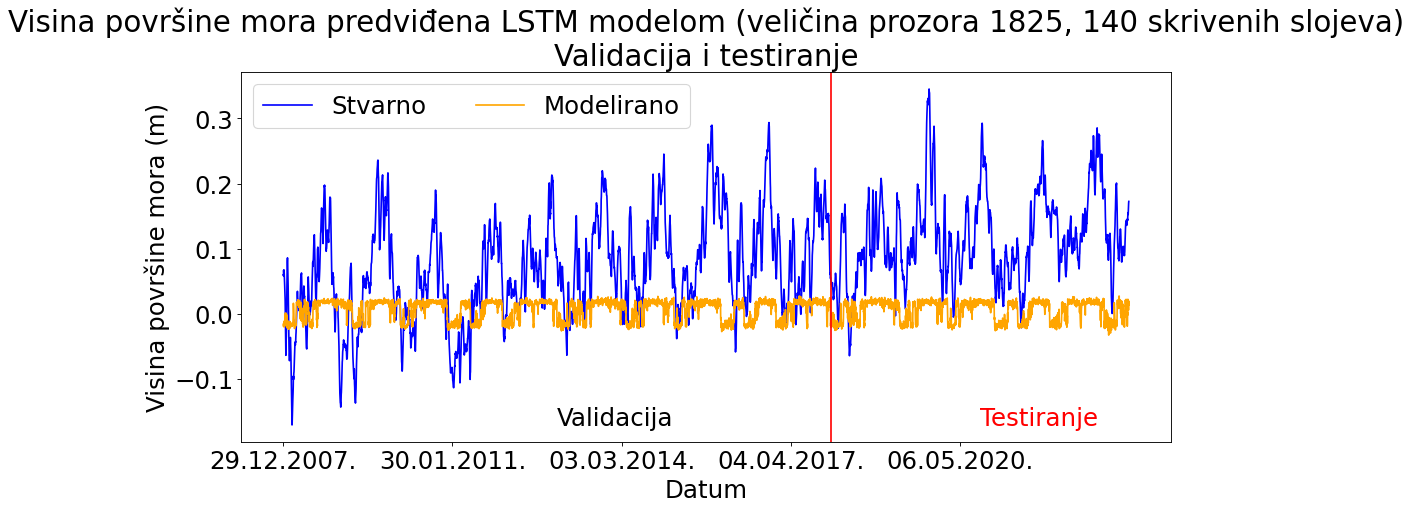 Visina površine mora predviđena LSTM modelom (veličina prozora 1825, 140 skrivenih slojeva)
Validacija i testiranje
Stvarno
Modelirano
Visina površine mora (m)
0.3
0.2
0.1
0.0
−0.1
Validacija
Testiranje
29.12.2007.
30.01.2011.
03.03.2014.
04.04.2017.
06.05.2020.
Datum